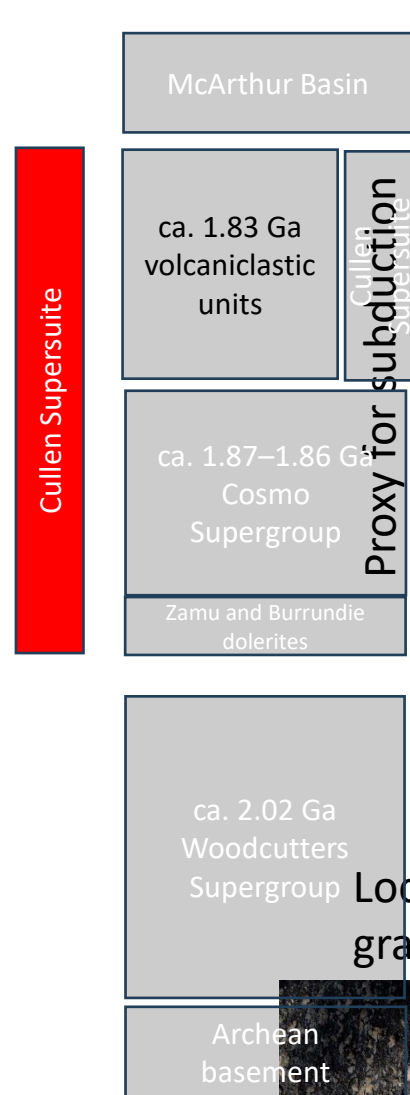 McArthur Basin
ca. 1.83 Ga
volcaniclastic
units
Cullen
Supersuite
Proxy for subduction
Cullen Supersuite
ca. 1.87–1.86 Ga
Cosmo
Supergroup
Zamu and Burrundie
dolerites
ca. 2.02 Ga
Woodcutters
Supergroup
Archean
basement